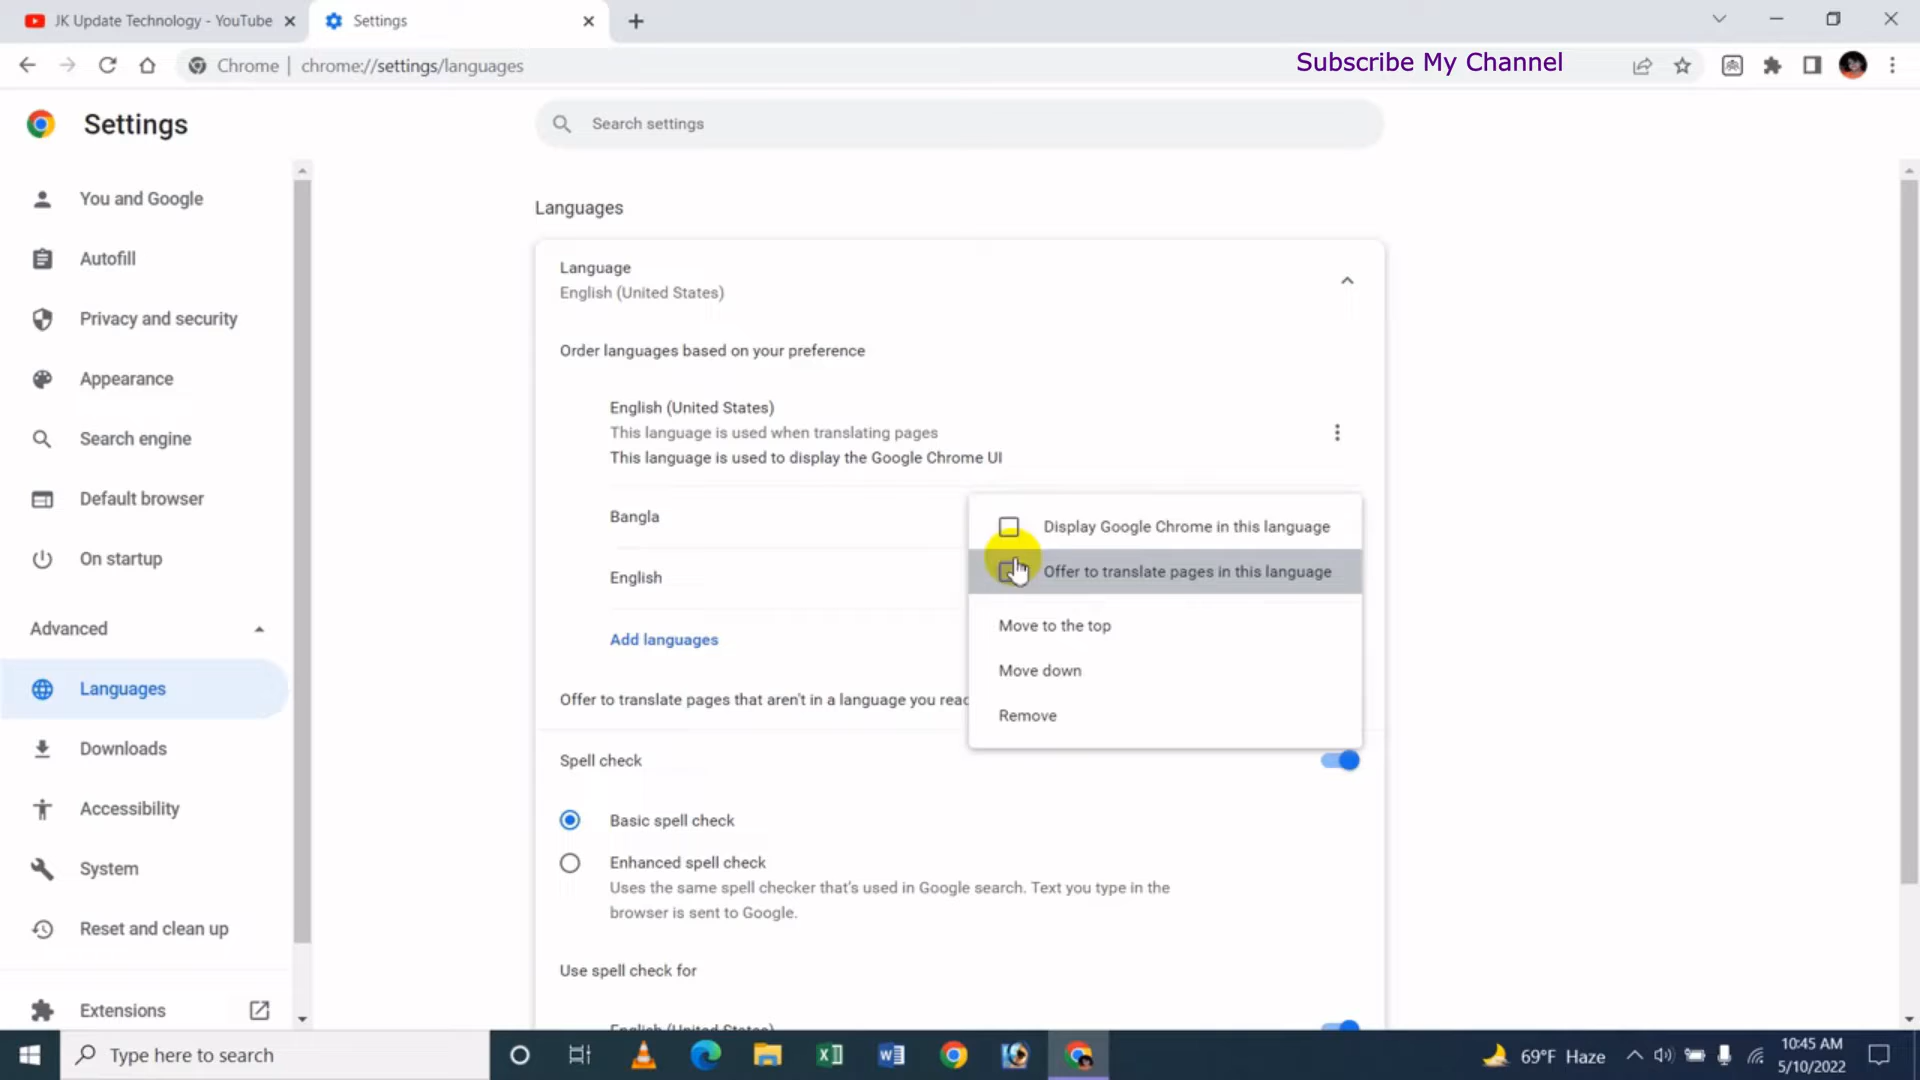 JK Update Technology - YouTube
Settings
Chrome | chrome://settings/languages
Subscribe My Channel
Settings
Search settings
You and Google
Autofill
Privacy and security
Appearance
Search engine
Default browser
On startup
Advanced
Languages
Downloads
Accessibility
System
Reset and clean up
Extensions
Languages
Language
English (United States)
Order languages based on your preference
English (United States)
This language is used when translating pages
This language is used to display the Google Chrome UI
Bangla
English
Add languages
Offer to translate pages that aren't in a language you read
Display Google Chrome in this language
Offer to translate pages in this language
Move to the top
Move down
Remove
Spell check
Basic spell check
Enhanced spell check
Uses the same spell checker that's used in Google search. Text you type in the
browser is sent to Google.
Use spell check for
English (United States)
Type here to search
69°F Haze
10:45 AM
5/10/2022